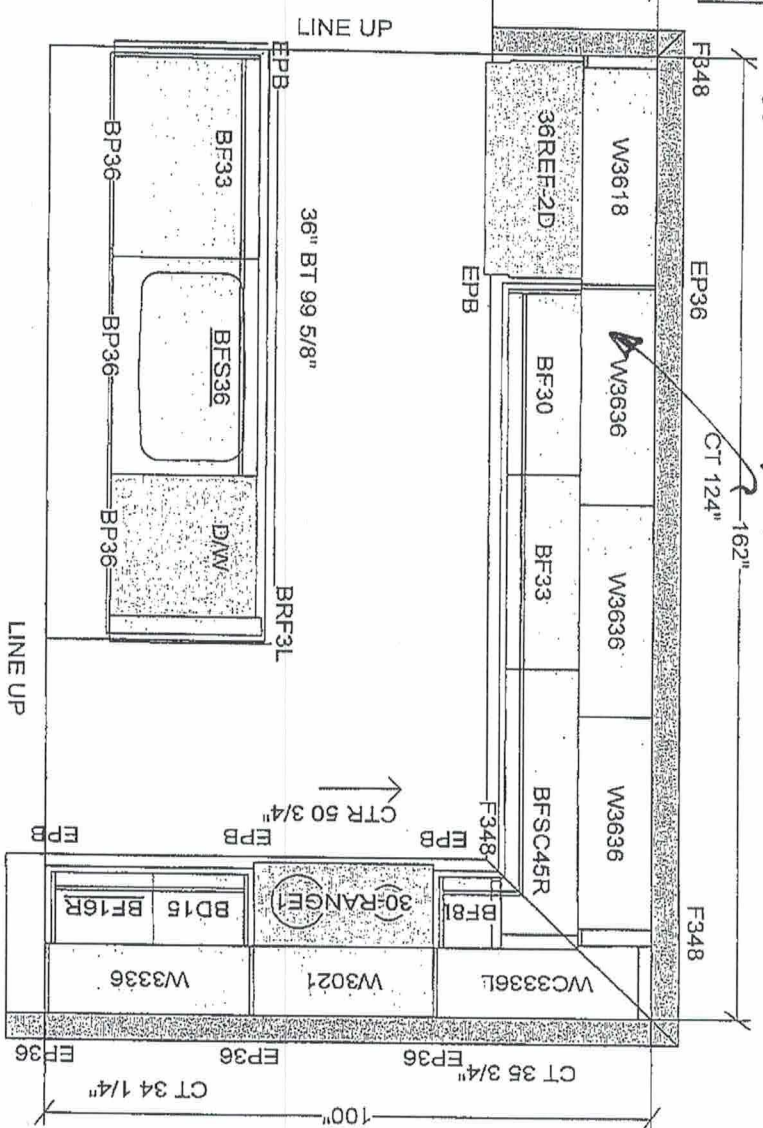 LINE UP
F348
W3618
36REF-2D
EP36
162"
CT 124"
W3636
W3636
W3636
F348
EPB
BF30
BF33
BFSC45R
F348
EPB
BF33
BP36
36" BT 99 5/8"
BFS36
BP36
D/W
BP36
BRF3L
LINE UP
CTR 50 3/4"
EPB
EPB
EPB
BF16R
BD15
30-RANGE1
W3336
W3021
WC3336L
EP36
EP36
EP36
CT 34 1/4"
CT 35 3/4"
100"